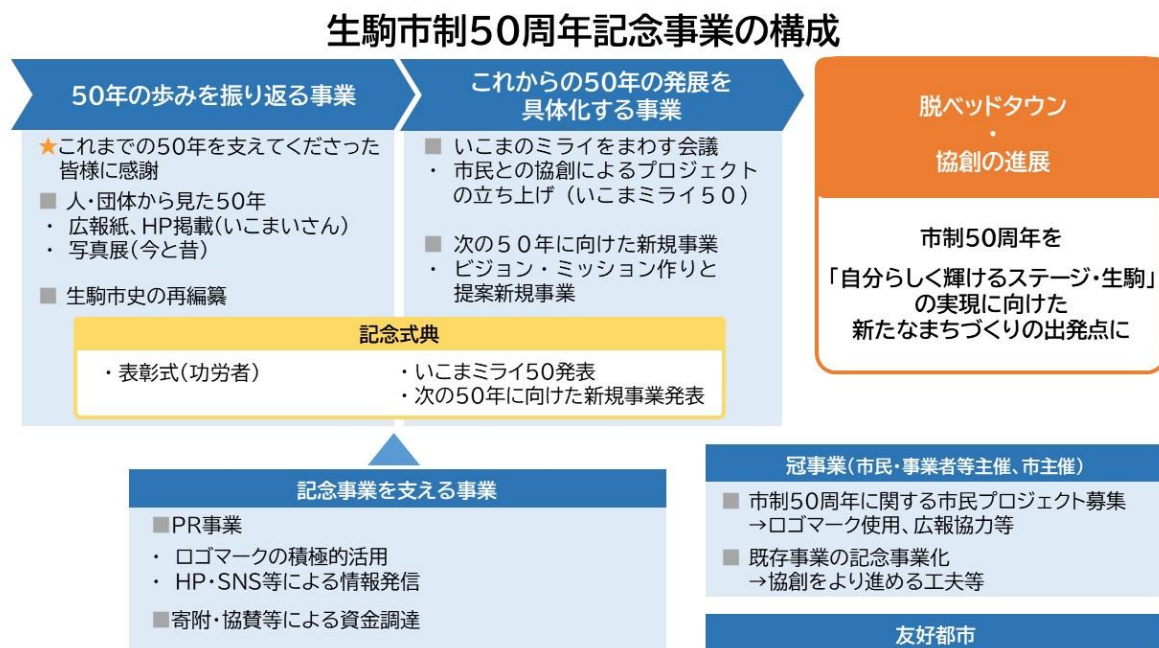 生駒市制50周年記念事業の構成
50年の歩みを振り返る事業
★これまでの50年を支えてくださった
皆様に感謝
■ 人・団体から見た50年
・ 広報紙、HP掲載(いこまいさん)
・ 写真展(今と昔)
■ 生駒市史の再編纂
これからの50年の発展を
具体化する事業
■ いこまのミライをまわす会議
・ 市民との協創によるプロジェクト
の立ち上げ（いこまミライ５０）
■ 次の５０年に向けた新規事業
・ ビジョン・ミッション作りと
提案新規事業
記念式典
・表彰式(功労者)
・いこまミライ50発表
・次の50年に向けた新規事業発表
脱ベッドタウン
・
協創の進展
市制50周年を
「自分らしく輝けるステージ・生駒」
の実現に向けた
新たなまちづくりの出発点に
記念事業を支える事業
■PR事業
・ ロゴマークの積極的活用
・ HP・SNS等による情報発信
■寄附・協賛等による資金調達
冠事業(市民・事業者等主催、市主催)
■ 市制50周年に関する市民プロジェクト募集
→ロゴマーク使用、広報協力等
■ 既存事業の記念事業化
→協創をより進める工夫等
友好都市